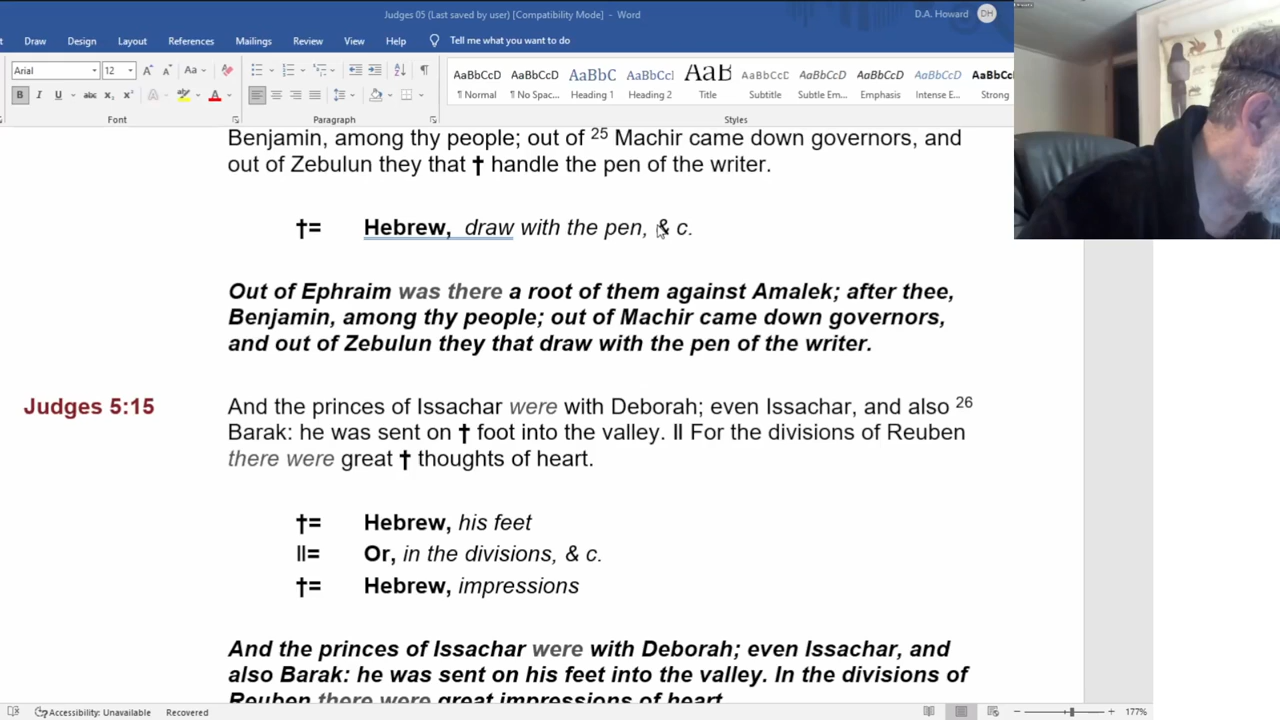 Judges 05 (Last saved by user) [Compatibility Mode] - Word
D.A. Howard
DH
Draw Design Layout References Mailings Review View Help Tell me what you want to do
Arial 12
AaBbCcD AaBbCcD AaBbC AaBbCcl AaB AaBbCcD AaBbCcD AaBbCcD AaBbCcD AaBbCc
¶ Normal ¶ No Spac... Heading 1 Heading 2 Title Subtitle Subtle Em... Emphasis Intense E... Strong
Font Paragraph Styles
Benjamin, among thy people; out of 25 Machir came down governors, and
out of Zebulun they that † handle the pen of the writer.
†= Hebrew, draw with the pen, & c.
Out of Ephraim was there a root of them against Amalek; after thee,
Benjamin, among thy people; out of Machir came down governors,
and out of Zebulun they that draw with the pen of the writer.
Judges 5:15 And the princes of Issachar were with Deborah; even Issachar, and also 26
Barak: he was sent on † foot into the valley. ‖ For the divisions of Reuben
there were great † thoughts of heart.
†= Hebrew, his feet
‖= Or, in the divisions, & c.
†= Hebrew, impressions
And the princes of Issachar were with Deborah; even Issachar, and
also Barak: he was sent on his feet into the valley. In the divisions of
Reuben there were great impressions of heart.
Accessibility: Unavailable Recovered 177%